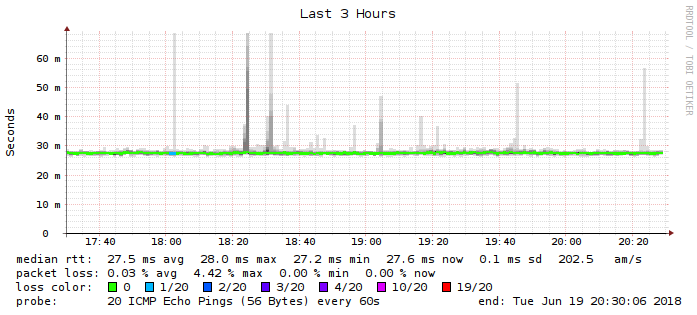 Last 3 Hours
RRDTOOL / TOBI OETIKER
Seconds
60 m
50 m
40 m
30 m
20 m
10 m
0
17:40 18:00 18:20 18:40 19:00 19:20 19:40 20:00 20:20
median rtt: 27.5 ms avg 28.0 ms max 27.2 ms min 27.6 ms now 0.1 ms sd 202.5 am/s
packet loss: 0.03 % avg 4.42 % max 0.00 % min 0.00 % now
loss color: 0 1/20 2/20 3/20 4/20 10/20 19/20
probe: 20 ICMP Echo Pings (56 Bytes) every 60s end: Tue Jun 19 20:30:06 2018